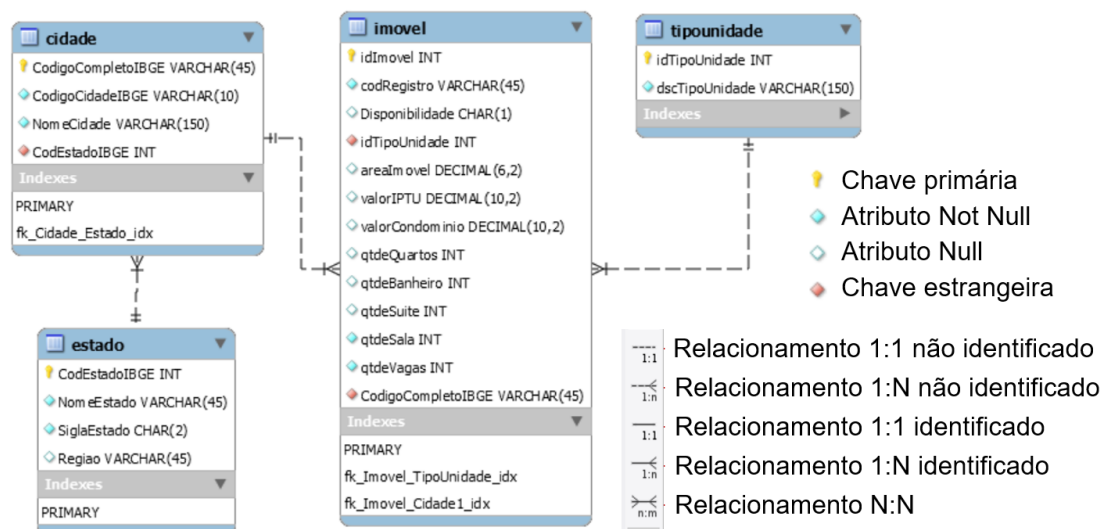 cidade
CodigoCompletoIBGE VARCHAR(45)
CodigoCidadeIBGE VARCHAR(10)
NomeCidade VARCHAR(150)
CodEstadoIBGE INT
Indexes
PRIMARY
fk_Cidade_Estado_idx
estado
CodEstadoIBGE INT
NomeEstado VARCHAR(45)
SiglaEstado CHAR(2)
Regiao VARCHAR(45)
Indexes
PRIMARY
imovel
idImovel INT
codRegistro VARCHAR(45)
Disponibilidade CHAR(1)
idTipoUnidade INT
areaImovel DECIMAL(6,2)
valorIPTU DECIMAL(10,2)
valorCondominio DECIMAL(10,2)
qtdeQuartos INT
qtdeBanheiro INT
qtdeSuite INT
qtdeSala INT
qtdeVagas INT
CodigoCompletoIBGE VARCHAR(45)
Indexes
PRIMARY
fk_Imovel_TipoUnidade_idx
fk_Imovel_Cidade1_idx
tipounidade
idTipoUnidade INT
dscTipoUnidade VARCHAR(150)
Indexes
Chave primária
Atributo Not Null
Atributo Null
Chave estrangeira
1:1 Relacionamento 1:1 não identificado
1:n Relacionamento 1:N não identificado
1:1 Relacionamento 1:1 identificado
1:n Relacionamento 1:N identificado
n:m Relacionamento N:N